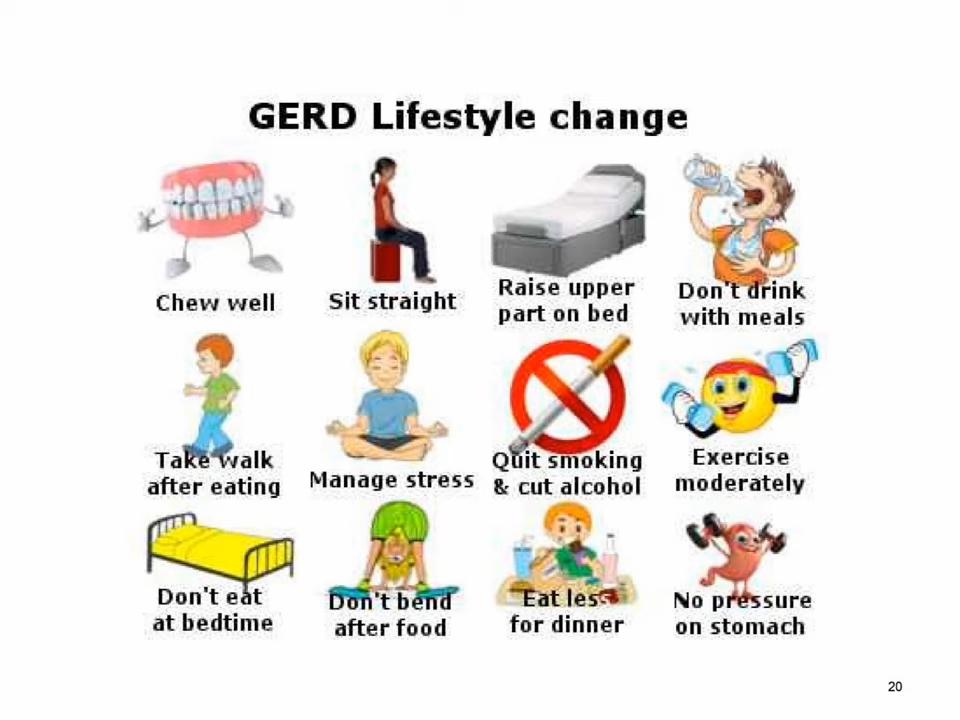 GERD Lifestyle change
Chew well
Sit straight
Raise upper
part on bed
Don't drink
with meals
Take walk
after eating
Manage stress
Quit smoking
& cut alcohol
Exercise
moderately
Don't eat
at bedtime
Don't bend
after food
Eat less
for dinner
No pressure
on stomach
20